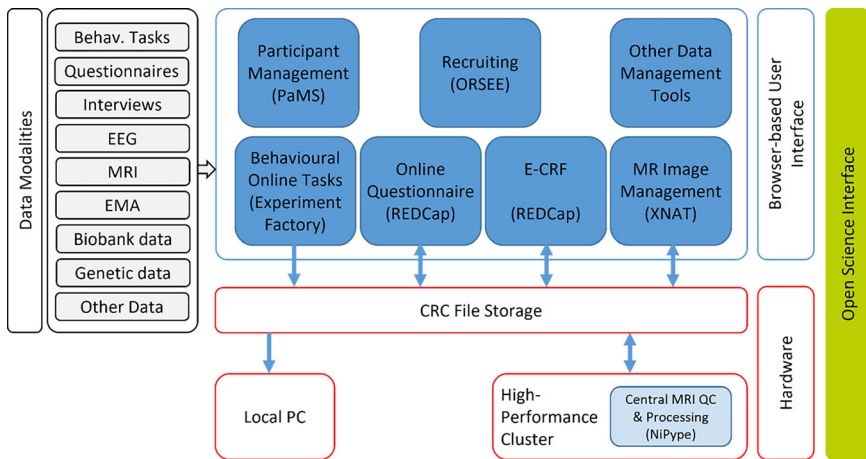 Data Modalities
Behav. Tasks
Questionnaires
Interviews
EEG
MRI
EMA
Biobank data
Genetic data
Other Data
Participant
Management
(PaMS)
Recruiting
(ORSEE)
Other Data
Management
Tools
Behavioural
Online Tasks
(Experiment
Factory)
Online
Questionnaire
(REDCap)
E-CRF
(REDCap)
MR Image
Management
(XNAT)
Browser-based User
Interface
CRC File Storage
Local PC
High-
Performance
Cluster
Central MRI QC
& Processing
(NiPype)
Hardware
Open Science Interface